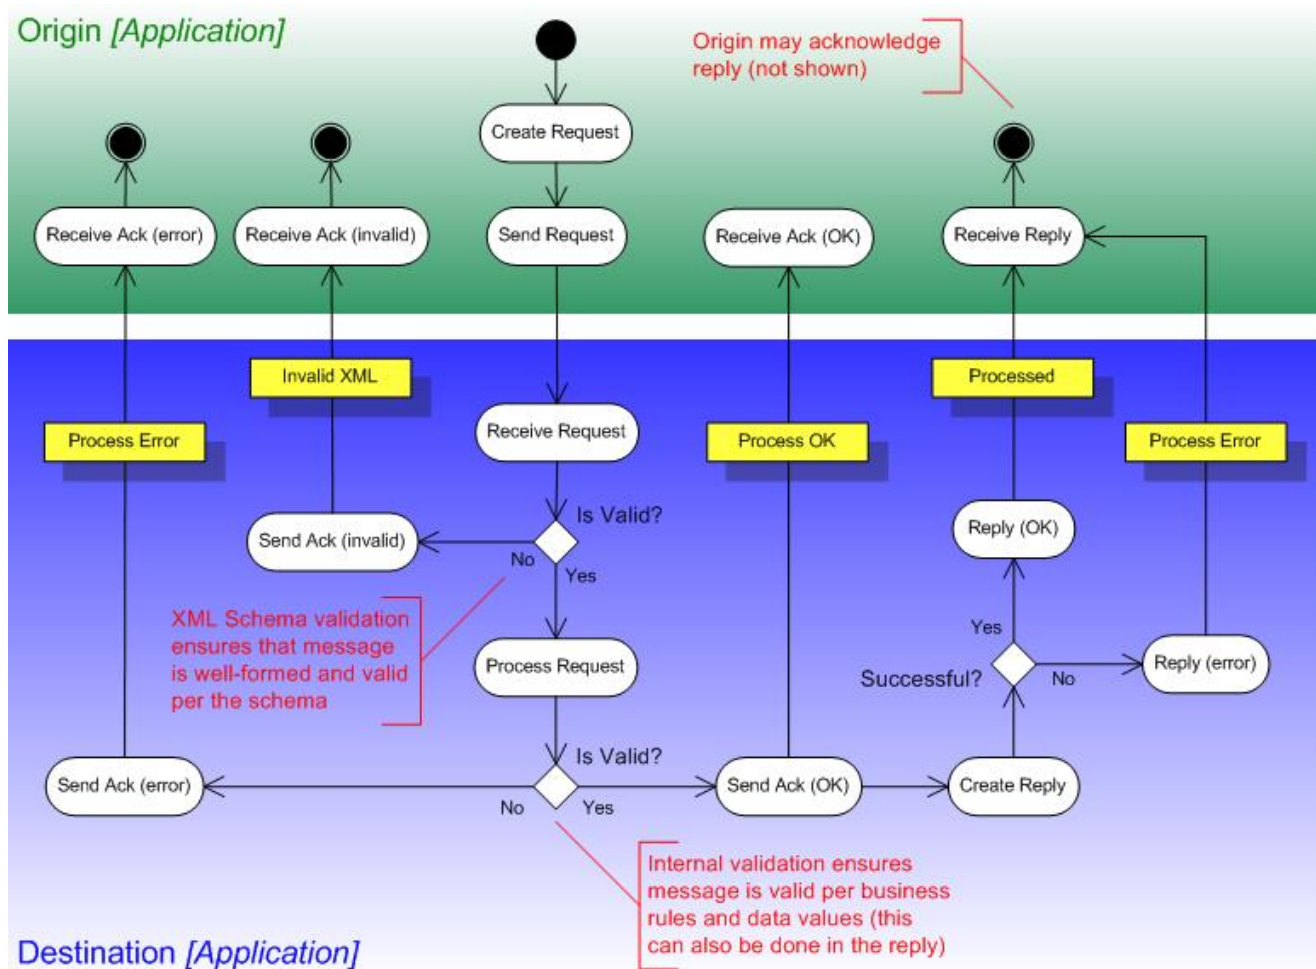 Origin [Application]
Origin may acknowledge
reply (not shown)
Create Request
Receive Ack (error)
Receive Ack (invalid)
Send Request
Receive Ack (OK)
Receive Reply
Invalid XML
Processed
Receive Request
Process Error
Process OK
Process Error
Is Valid?
Send Ack (invalid)
No
Yes
Reply (OK)
XML Schema validation
ensures that message
is well-formed and valid
per the schema
Process Request
Yes
Successful?
No
Reply (error)
Is Valid?
Send Ack (error)
No
Yes
Send Ack (OK)
Create Reply
Internal validation ensures
message is valid per business
rules and data values (this
can also be done in the reply)
Destination [Application]